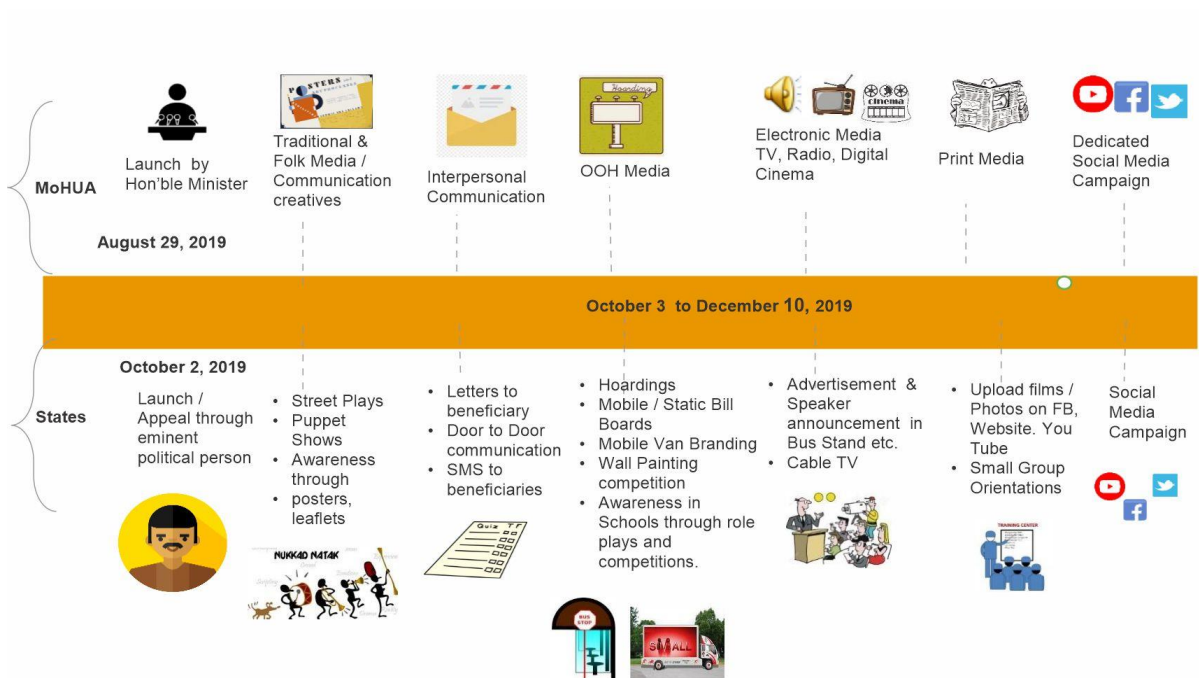 POSTERS
Hoarding
cinema
Launch by
Hon'ble Minister
Traditional &
Folk Media /
Communication
creatives
Interpersonal
Communication
OOH Media
Electronic Media
TV, Radio, Digital
Cinema
Print Media
Dedicated
Social Media
Campaign
MoHUA
August 29, 2019
October 3 to December 10, 2019
October 2, 2019
States
Launch /
Appeal through
eminent
political person
• Street Plays
• Puppet
Shows
• Awareness
through
• posters,
leaflets
• Letters to
beneficiary
• Door to Door
communication
• SMS to
beneficiaries
• Hoardings
• Mobile / Static Bill
Boards
• Mobile Van Branding
• Wall Painting
competition
• Awareness in
Schools through role
plays and
competitions.
• Advertisement &
Speaker
announcement in
Bus Stand etc.
• Cable TV
• Upload films /
Photos on FB,
Website. You
Tube
• Small Group
Orientations
Social
Media
Campaign
NUKKAD NATAK
Quiz T F
TRAINING CENTER
BUS
STOP
SMALL